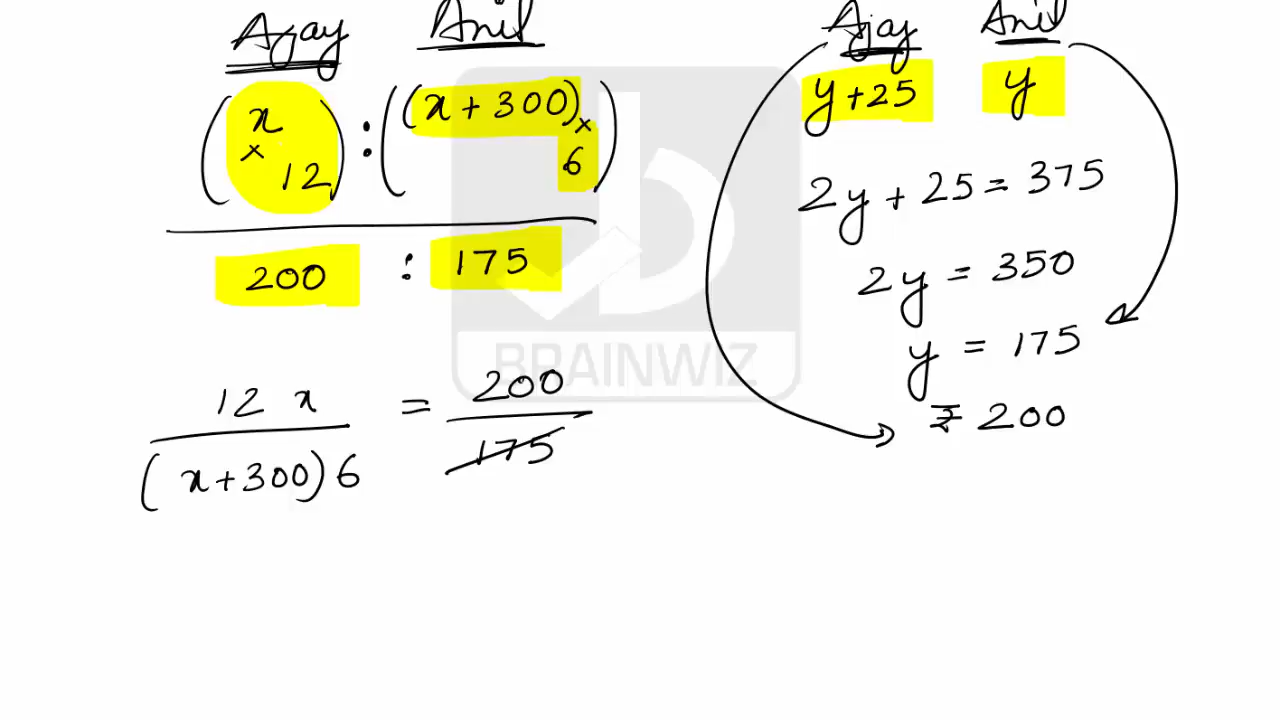 Ajay Anil
(x × 12) : ((x + 300) × 6)
200 : 175
12 x / (x+300) 6 = 200 / 175
Ajay Anil
y +25 y
2y + 25 = 375
2y = 350
y = 175
₹ 200
BRAINWIZ